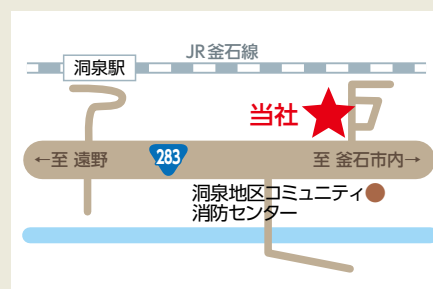 JR釜石線
洞泉駅
当社
←至 遠野
283
至 釜石市内→
洞泉地区コミュニティ
消防センター